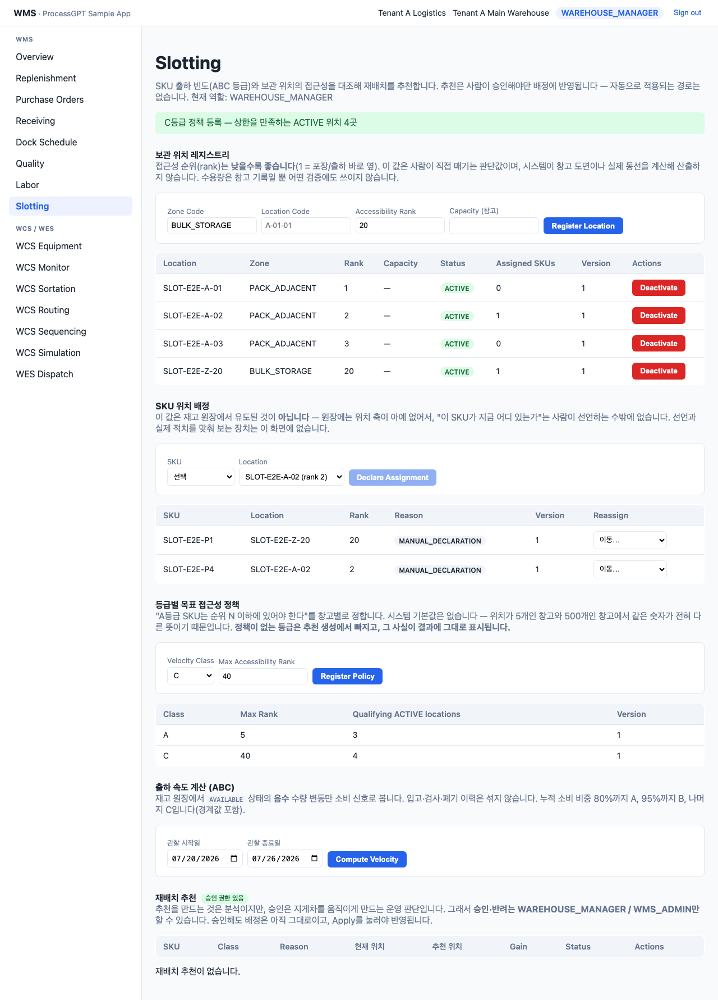 WMS · ProcessGPT Sample App
Tenant A Logistics Tenant A Main Warehouse WAREHOUSE_MANAGER Sign out
WMS
Overview
Replenishment
Purchase Orders
Receiving
Dock Schedule
Quality
Labor
Slotting
WCS / WES
WCS Equipment
WCS Monitor
WCS Sortation
WCS Routing
WCS Sequencing
WCS Simulation
WES Dispatch
Slotting
SKU 출하 빈도(ABC 등급)와 보관 위치의 접근성을 대조해 재배치를 추천합니다. 추천은 사람이 승인해야만 배정에 반영됩니다 — 자동으로 적용되는 경로는
없습니다. 현재 역할: WAREHOUSE_MANAGER
C등급 정책 등록 — 상한을 만족하는 ACTIVE 위치 4곳
보관 위치 레지스트리
접근성 순위(rank)는 낮을수록 좋습니다(1 = 포장/출하 바로 옆). 이 값은 사람이 직접 매기는 판단값이며, 시스템이 창고 도면이나 실제 동선을 계산해 산출하
지 않습니다. 수용량은 참고 기록일 뿐 어떤 검증에도 쓰이지 않습니다.
Zone Code Location Code Accessibility Rank Capacity (참고)
BULK_STORAGE A-01-01 20 Register Location
Location Zone Rank Capacity Status Assigned SKUs Version Actions
SLOT-E2E-A-01 PACK_ADJACENT 1 — ACTIVE 0 1 Deactivate
SLOT-E2E-A-02 PACK_ADJACENT 2 — ACTIVE 1 1 Deactivate
SLOT-E2E-A-03 PACK_ADJACENT 3 — ACTIVE 0 1 Deactivate
SLOT-E2E-Z-20 BULK_STORAGE 20 — ACTIVE 1 1 Deactivate
SKU 위치 배정
이 값은 재고 원장에서 유도된 것이 아닙니다 — 원장에는 위치 축이 아예 없어서, "이 SKU가 지금 어디 있는가"는 사람이 선언하는 수밖에 없습니다. 선언과
실제 적치를 맞춰 보는 장치는 이 화면에 없습니다.
SKU Location
선택 SLOT-E2E-A-02 (rank 2) Declare Assignment
SKU Location Rank Reason Version Reassign
SLOT-E2E-P1 SLOT-E2E-Z-20 20 MANUAL_DECLARATION 1 이동...
SLOT-E2E-P4 SLOT-E2E-A-02 2 MANUAL_DECLARATION 1 이동...
등급별 목표 접근성 정책
"A등급 SKU는 순위 N 이하에 있어야 한다"를 창고별로 정합니다. 시스템 기본값은 없습니다 — 위치가 5개인 창고와 500개인 창고에서 같은 숫자가 전혀 다
른 뜻이기 때문입니다. 정책이 없는 등급은 추천 생성에서 빠지고, 그 사실이 결과에 그대로 표시됩니다.
Velocity Class Max Accessibility Rank
C 40 Register Policy
Class Max Rank Qualifying ACTIVE locations Version
A 5 3 1
C 40 4 1
출하 속도 계산 (ABC)
재고 원장에서 AVAILABLE 상태의 음수 수량 변동만 소비 신호로 봅니다. 입고·검사·폐기 이력은 섞지 않습니다. 누적 소비 비중 80%까지 A, 95%까지 B, 나머
지 C입니다(경계값 포함).
관찰 시작일 관찰 종료일
07/20/2026 07/26/2026 Compute Velocity
재배치 추천 승인 권한 있음
추천을 만드는 것은 분석이지만, 승인은 지게차를 움직이게 만드는 운영 판단입니다. 그래서 승인·반려는 WAREHOUSE_MANAGER / WMS_ADMIN만
할 수 있습니다. 승인해도 배정은 아직 그대로이고, Apply를 눌러야 반영됩니다.
SKU Class Reason 현재 위치 추천 위치 Gain Status Actions
재배치 추천이 없습니다.